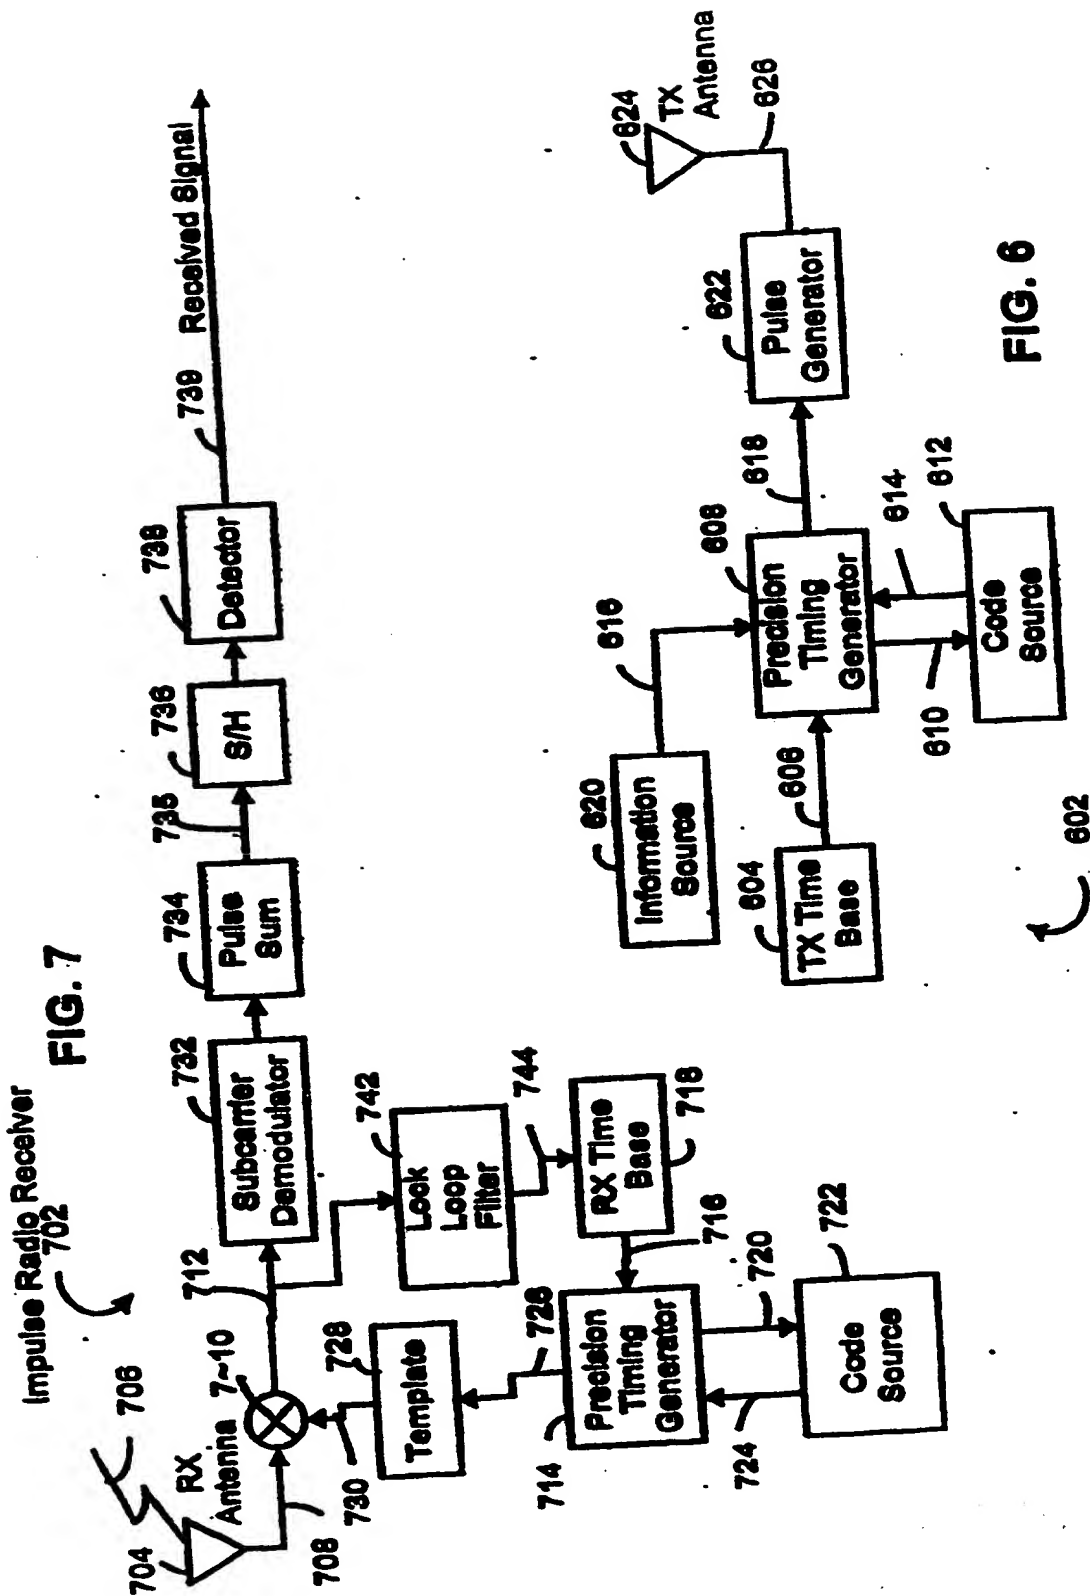 Impulse Radio Receiver
702
FIG. 7
706
704
RX
Antenna
7~10
708
712
732
Subcarrier
Demodulator
734
Pulse
Sum
735
736
S/H
738
Detector
739
Received Signal
730
728
Template
742
Lock
Loop
Filter
744
726
714
Precision
Timing
Generator
716
RX Time
Base
718
720
724
722
Code
Source
620
Information
Source
616
604
TX Time
Base
606
608
Precision
Timing
Generator
618
622
Pulse
Generator
624
TX
Antenna
626
610
614
612
Code
Source
602
FIG. 6